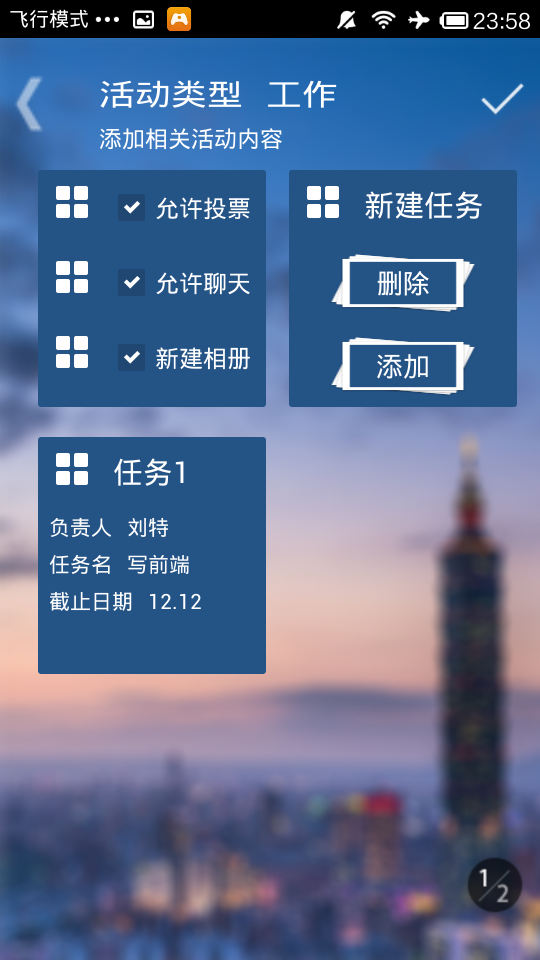 飞行模式 ••• 23:58
活动类型 工作
添加相关活动内容
允许投票
允许聊天
新建相册
新建任务
删除
添加
任务1
负责人 刘特
任务名 写前端
截止日期 12.12
1/2